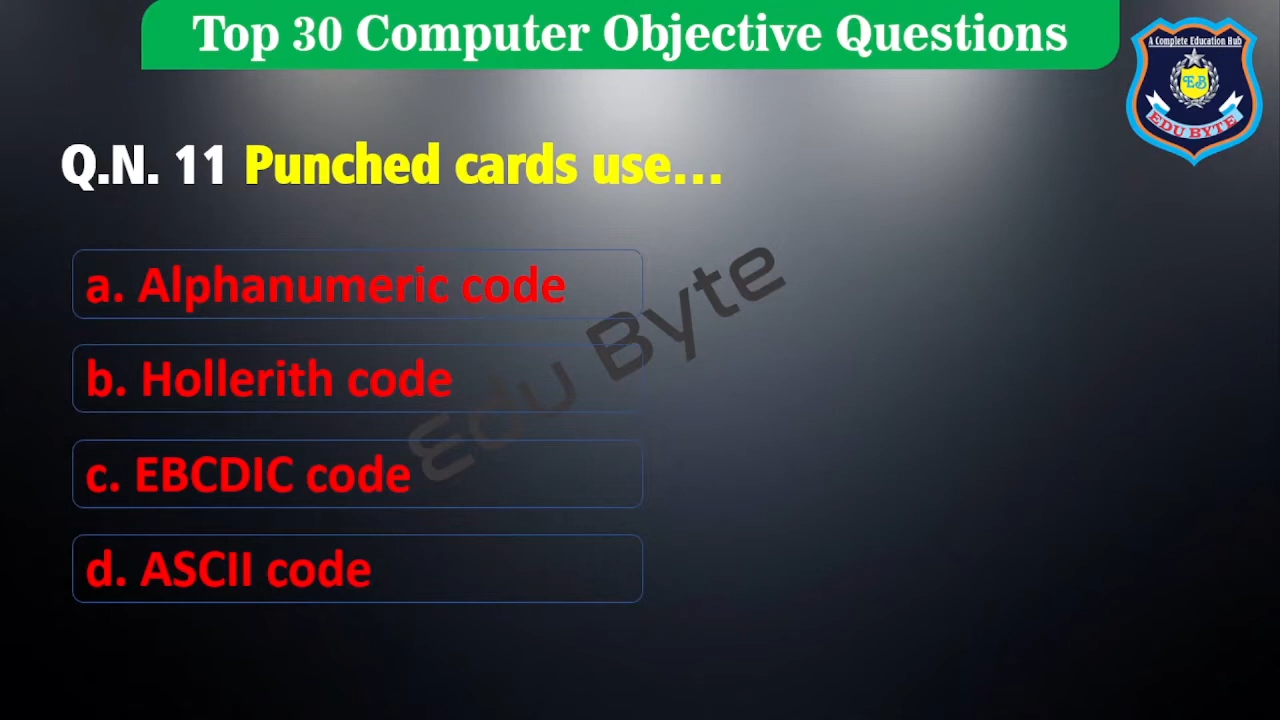 Top 30 Computer Objective Questions
A Complete Education Hub
EB
EDU BYTE
Q.N. 11 Punched cards use...
a. Alphanumeric code
b. Hollerith code
c. EBCDIC code
d. ASCII code
Edu Byte